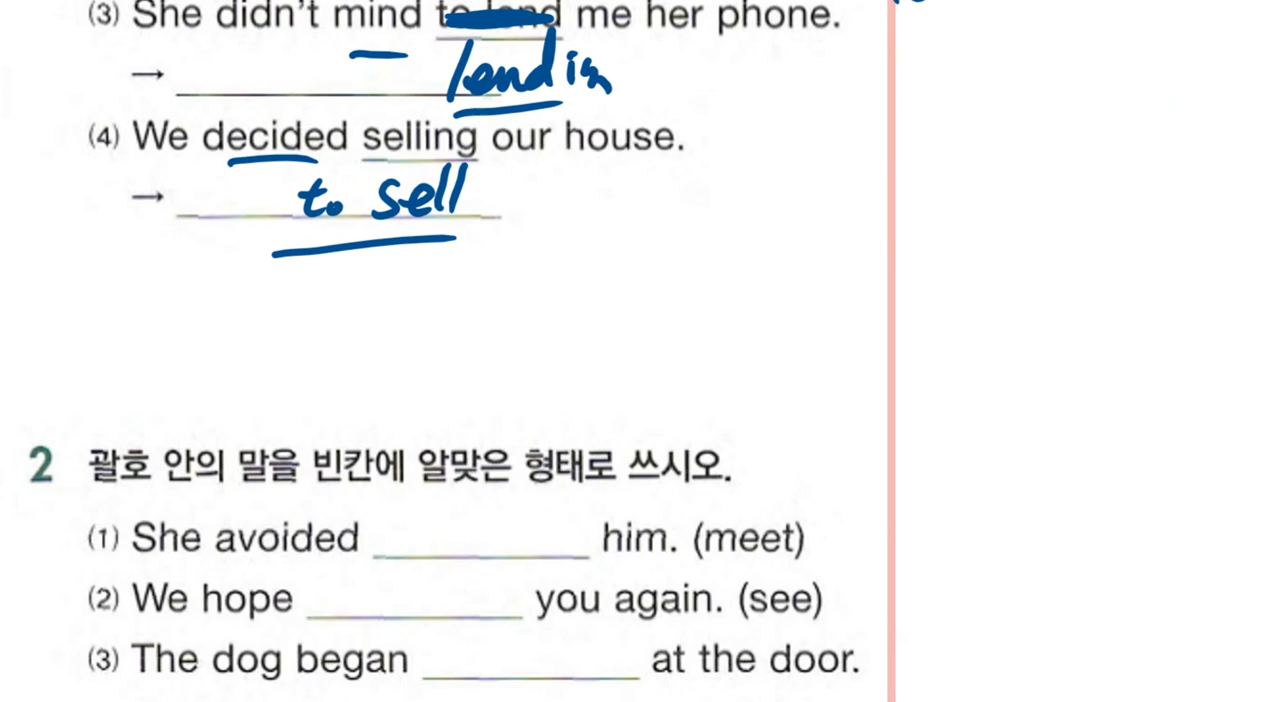 (3) She didn't mind to lend me her phone.
→ lendin
(4) We decided selling our house.
→ to sell
2 괄호 안의 말을 빈칸에 알맞은 형태로 쓰시오.
(1) She avoided __________ him. (meet)
(2) We hope __________ you again. (see)
(3) The dog began __________ at the door.